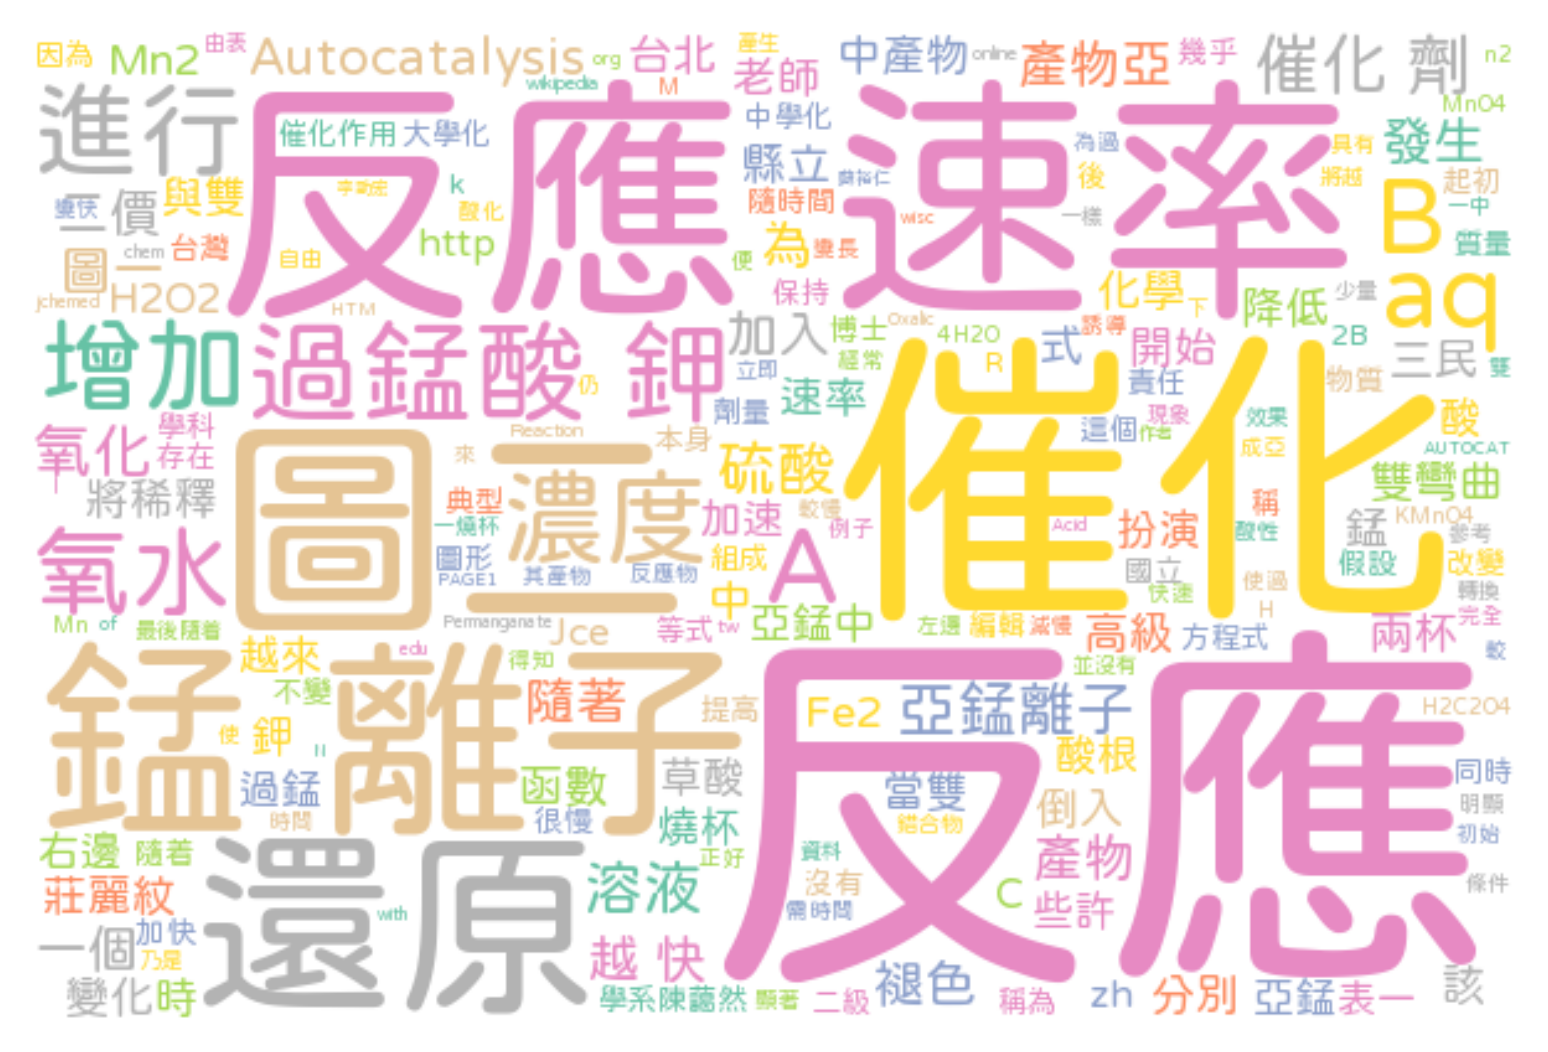 因為 Mn2 由表 Autocatalysis org 台北 產生 中產物 online 產物亞 幾乎 催化 劑 n2
wikipedia M 老師 MnO4
進行 反應 催化作用 大學化 中學化 速率 為過 具有 發生
二價 與雙 k 酸化 縣立 後 將越 B 起初
變快 隨時間 wisc 一樣 一中
圖一 chem 台灣 自由 http 便 為 變長 質量
jchemed H2O2 HTM 保持 化學 下 降低 少量 aq
增加 過錳酸 鉀 仍 加入 博士 Oxalic 4H2O 式 誘導 開始 2B 三民 雙
經常 立即 速率 R 責任 物質
劑量 催化
氧化 學科 存在 圖二 Reaction 來 本身 硫酸 這個 現象 作者 效果 成亞 酸 AUTOCAT
將稀釋 典型 濃度 加速 較慢 例子 Acid 稱 雙彎曲
氧水 一燒杯 圖形 組成 A 扮演 酸性 錳 KMnO4 參考
PAGE1 其產物 反應物 國立 假設 改變
中 快速 使過 轉換
Mn of 最後隨着 Permanganate Jce 等式 tw 亞錳中 左邊 編輯 減慢 高級 方程式 H 兩杯 完全
錳離子 越來 edu 得知 並沒有 較
不變 隨著 提高 反應 Fe2 亞錳離子 H2C2O4
使 鉀 II 酸根
過錳 函數 草酸 當雙 倒入 同時
時間 很慢 燒杯 錯合物 明顯
右邊 隨着 還原 正好 資料 產物 初始
莊麗紋 溶液 沒有 C 條件
with 需時間 些許
一個 加快 乃是 越 快 褪色 該
變化 時 學系陳藹然 顯著 二級 稱為 zh 分別 亞錳 表一